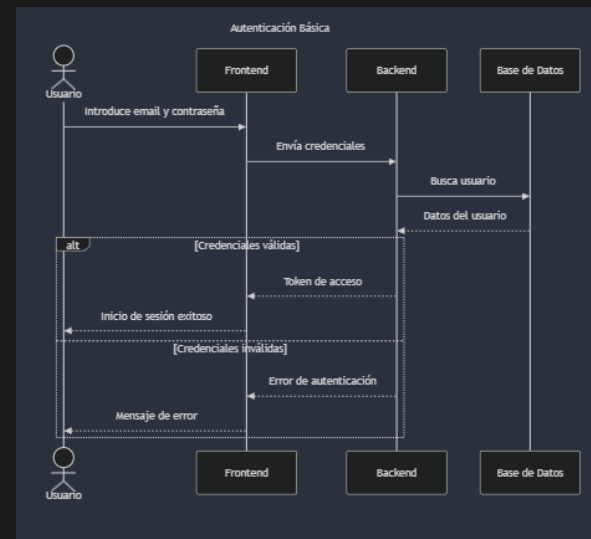 Autenticación Básica
Usuario
Frontend
Backend
Base de Datos
Introduce email y contraseña
Envía credenciales
Busca usuario
Datos del usuario
alt
[Credenciales válidas]
Token de acceso
Inicio de sesión exitoso
[Credenciales inválidas]
Error de autenticación
Mensaje de error
Usuario
Frontend
Backend
Base de Datos